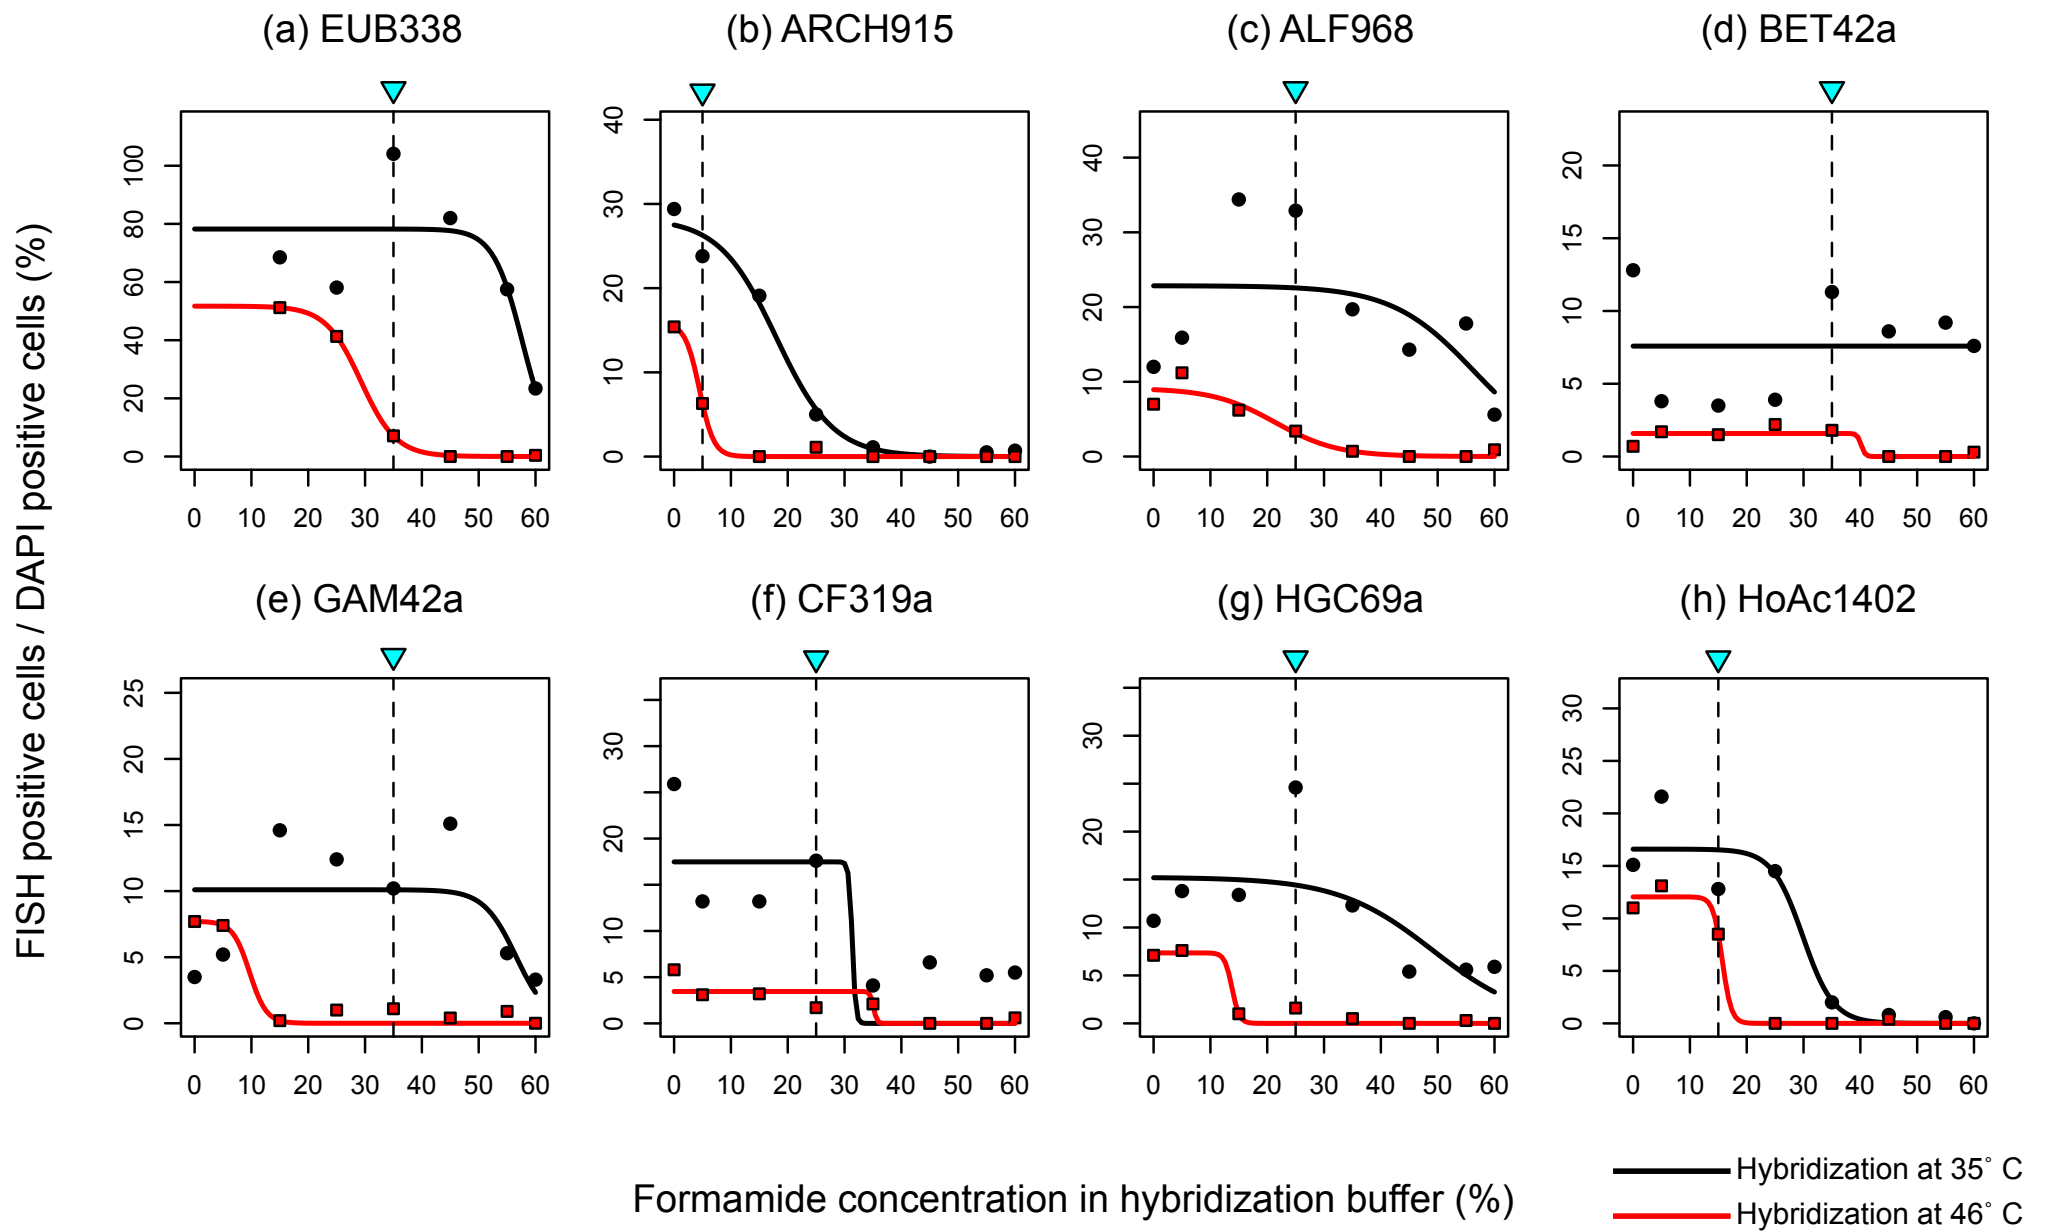 (a) EUB338
(b) ARCH915
(c) ALF968
(d) BET42a
0 20 40 60 80 100
0 10 20 30 40
0 10 20 30 40
0 5 10 15 20
0 10 20 30 40 50 60
0 10 20 30 40 50 60
0 10 20 30 40 50 60
0 10 20 30 40 50 60
FISH positive cells / DAPI positive cells (%)
(e) GAM42a
(f) CF319a
(g) HGC69a
(h) HoAc1402
0 5 10 15 20 25
0 5 10 20 30
0 5 10 20 30
0 5 10 15 20 25 30
0 10 20 30 40 50 60
0 10 20 30 40 50 60
0 10 20 30 40 50 60
0 10 20 30 40 50 60
Formamide concentration in hybridization buffer (%)
Hybridization at 35° C
Hybridization at 46° C